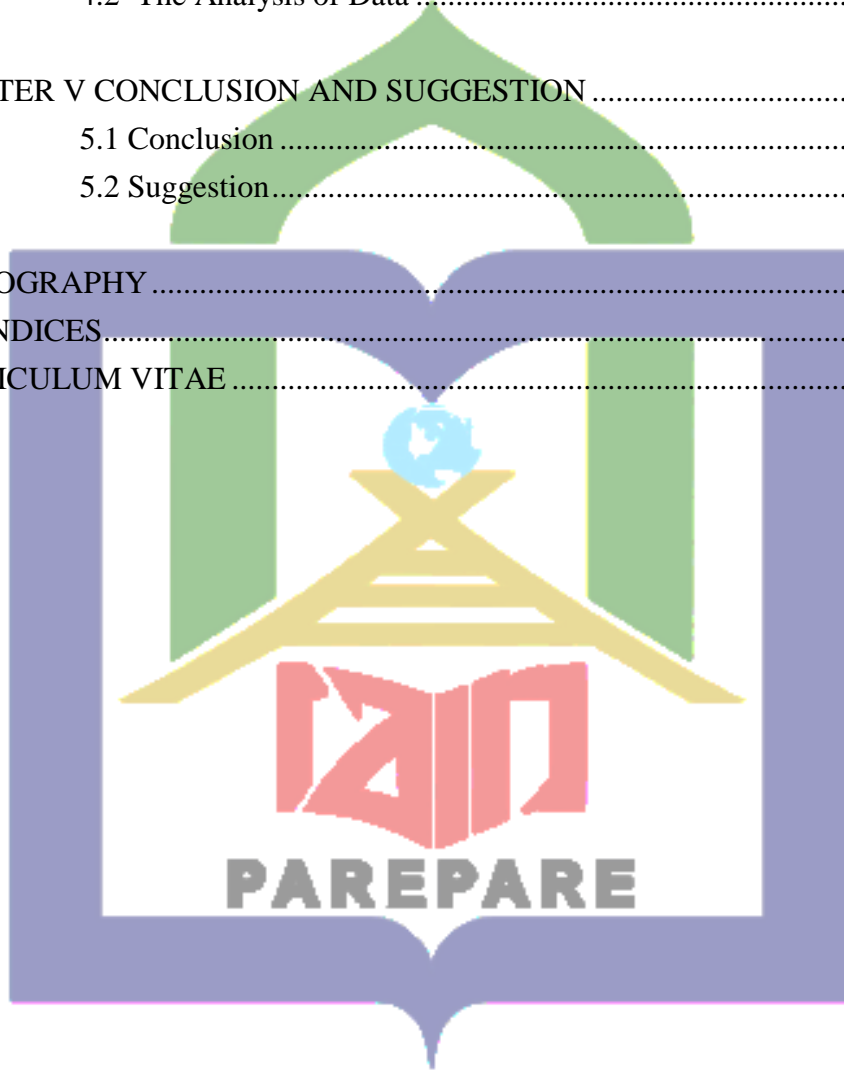 4.2 The Analysis of Data ........................................................
TER V CONCLUSION AND SUGGESTION ........................................
5.1 Conclusion ........................................................................
5.2 Suggestion.........................................................................
OGRAPHY ....................................................................................
NDICES..........................................................................................
ICULUM VITAE ............................................................................
iain
PAREPARE